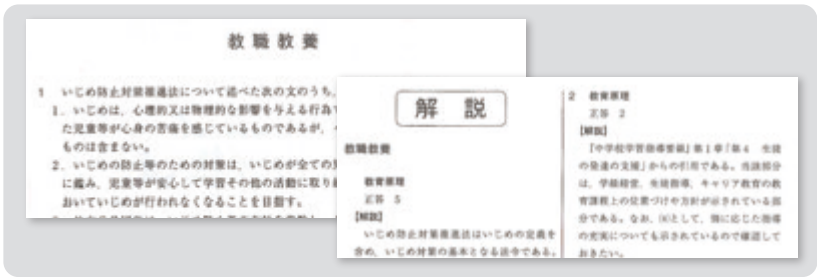 教職教養
1 いじめ防止対策推進法について述べた次の文のうち、
1. いじめは、心理的又は物理的な影響を与える行為で
た児童等が心身の苦痛を感じているものであるが、
ものは含まない。
2. いじめの防止等のための対策は、いじめが全ての
に鑑み、児童等が安心して学習その他の活動に取り
おいていじめが行われなくなることを目指す。
解説
教職教養
教育原理
正答 5
【解説】
いじめ防止対策推進法はいじめの定義を
含め、いじめ対策の基本となる法令である。
2 教育原理
正答 2
【解説】
『中学校学習指導要領』第1章「第4 生徒
の発達の支援」からの引用である。当該部分
は、学級経営、生徒指導、キャリア教育の教
育課程上の位置づけや方針が示されている部
分である。なお、として、個に応じた指導
の充実についても示されているので確認して
おきたい。